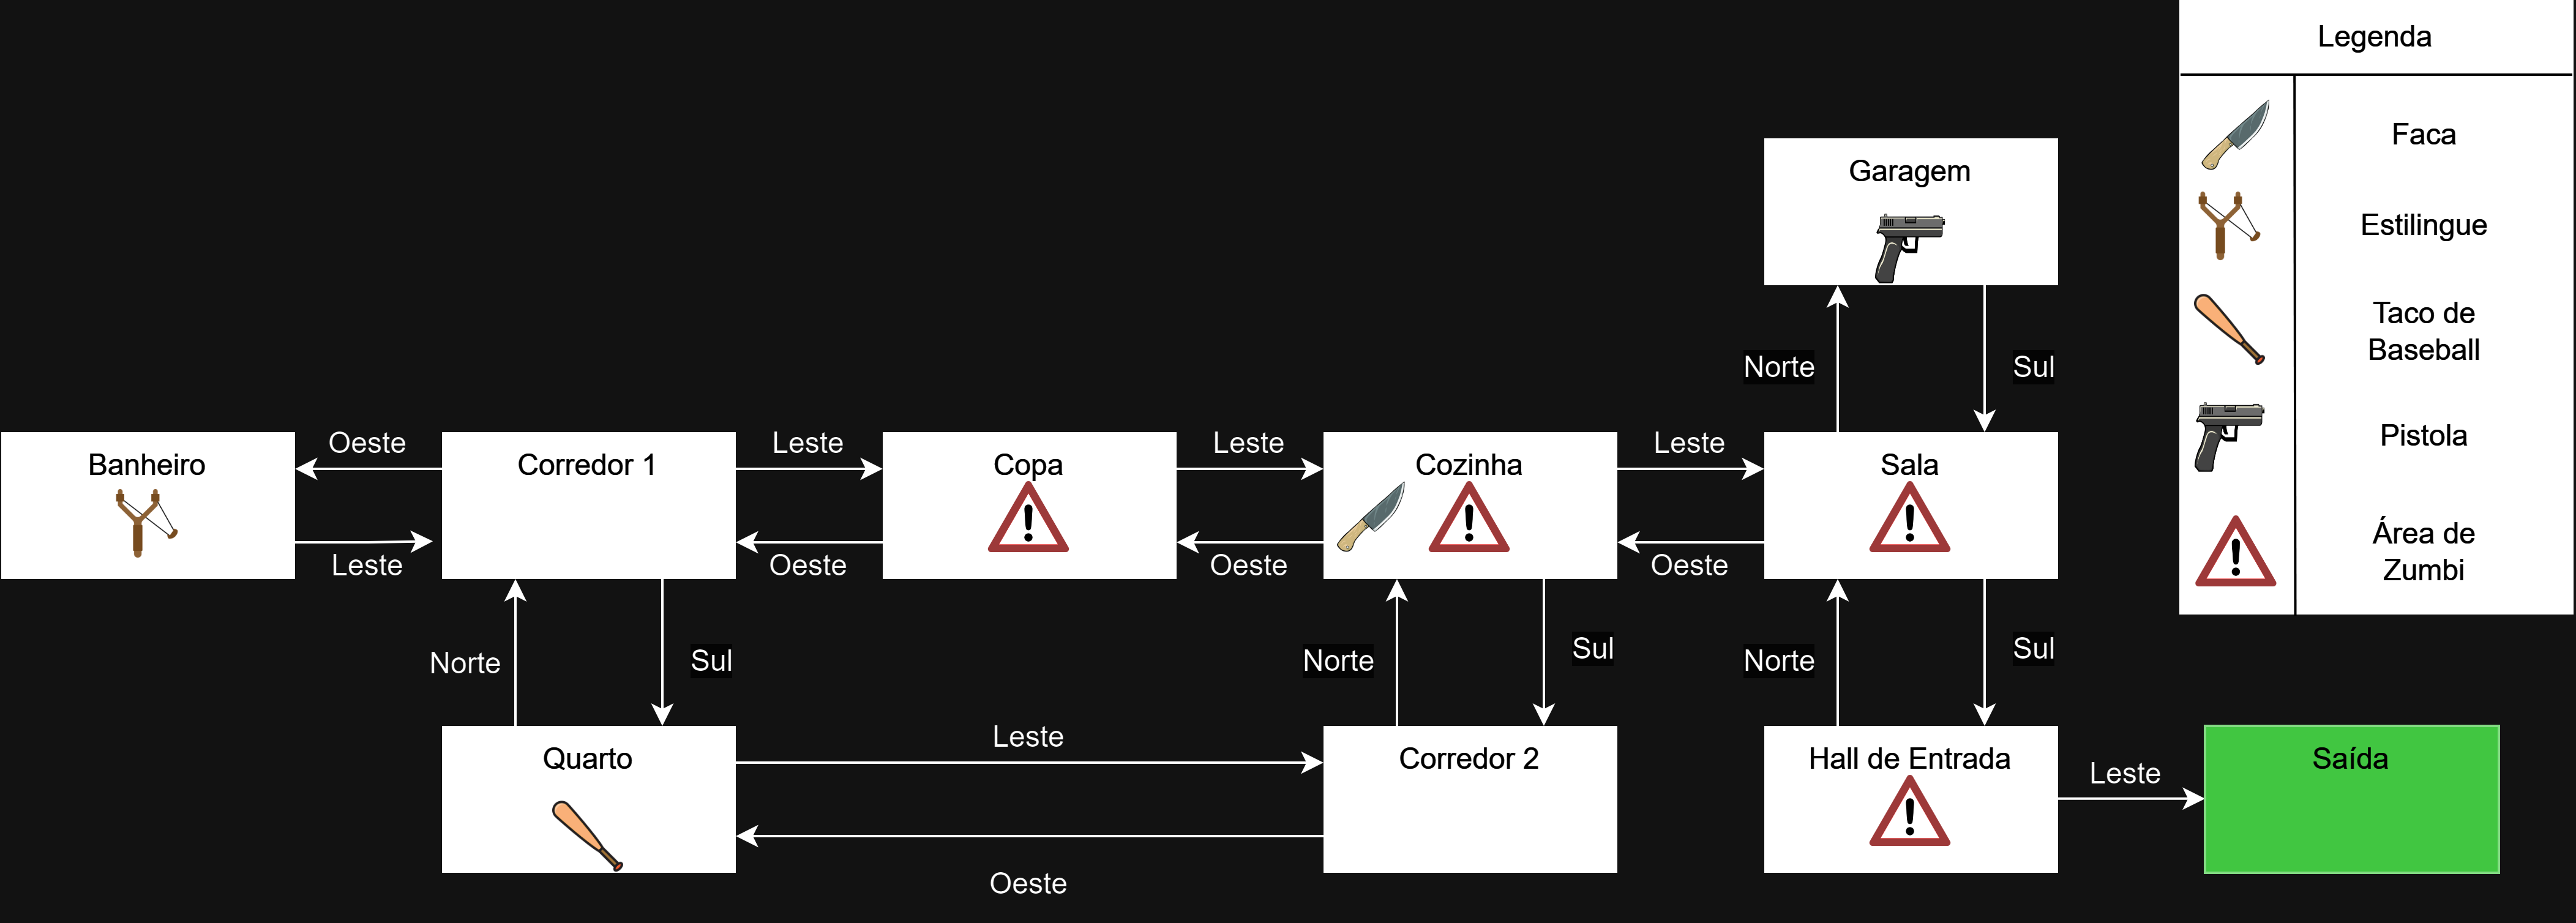 Legenda
Faca
Estilingue
Taco de
Baseball
Pistola
Área de
Zumbi
Garagem
Norte
Sul
Banheiro
Oeste
Leste
Corredor 1
Leste
Oeste
Copa
Leste
Oeste
Cozinha
Leste
Oeste
Sala
Norte
Sul
Norte
Sul
Norte
Sul
Quarto
Leste
Oeste
Corredor 2
Hall de Entrada
Leste
Saída